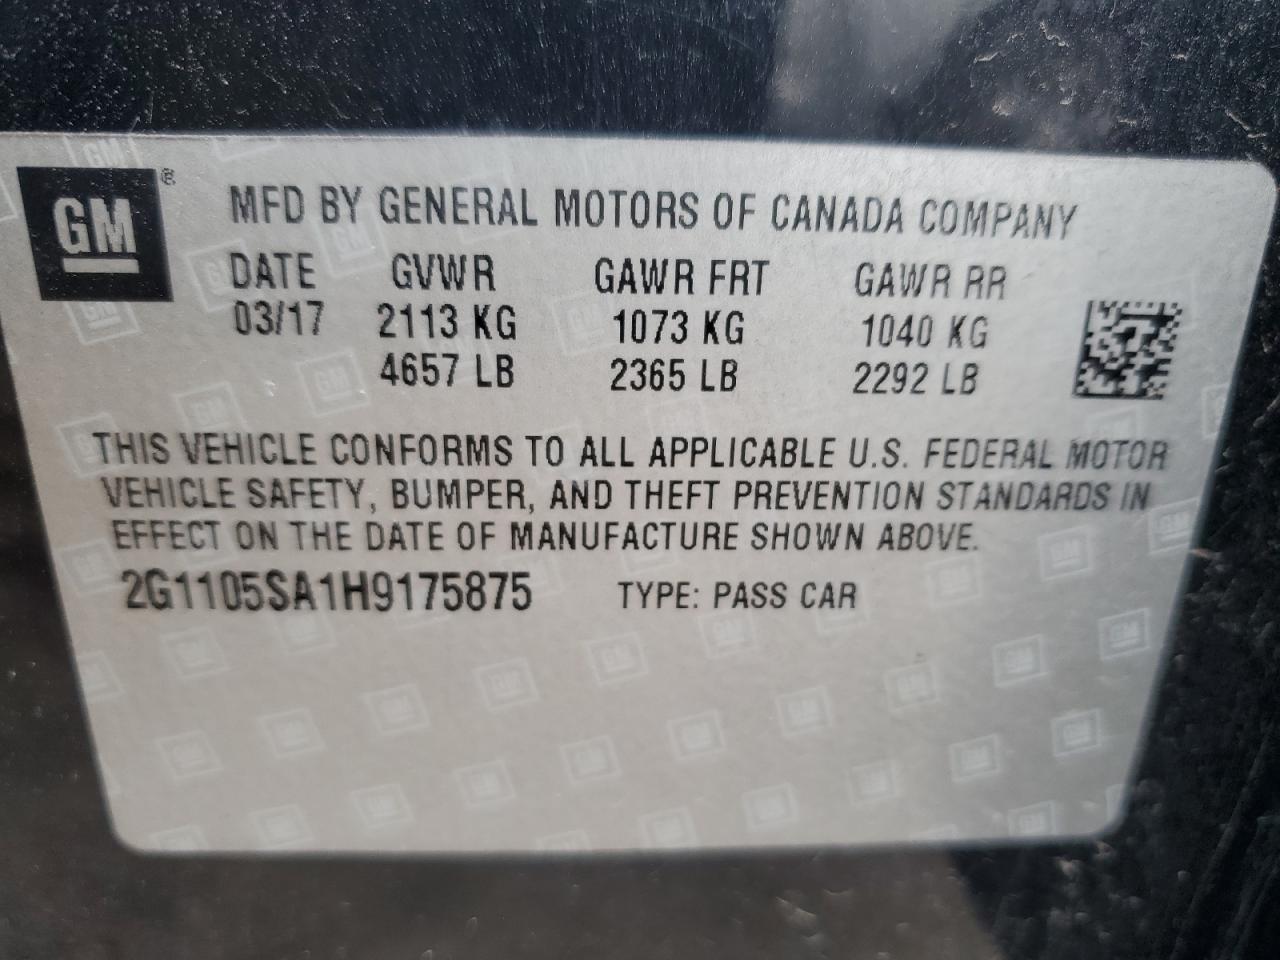 GM ®
MFD BY GENERAL MOTORS OF CANADA COMPANY
DATE GVWR GAWR FRT GAWR RR
03/17 2113 KG 1073 KG 1040 KG
4657 LB 2365 LB 2292 LB
THIS VEHICLE CONFORMS TO ALL APPLICABLE U.S. FEDERAL MOTOR
VEHICLE SAFETY, BUMPER, AND THEFT PREVENTION STANDARDS IN
EFFECT ON THE DATE OF MANUFACTURE SHOWN ABOVE.
2G1105SA1H9175875 TYPE: PASS CAR